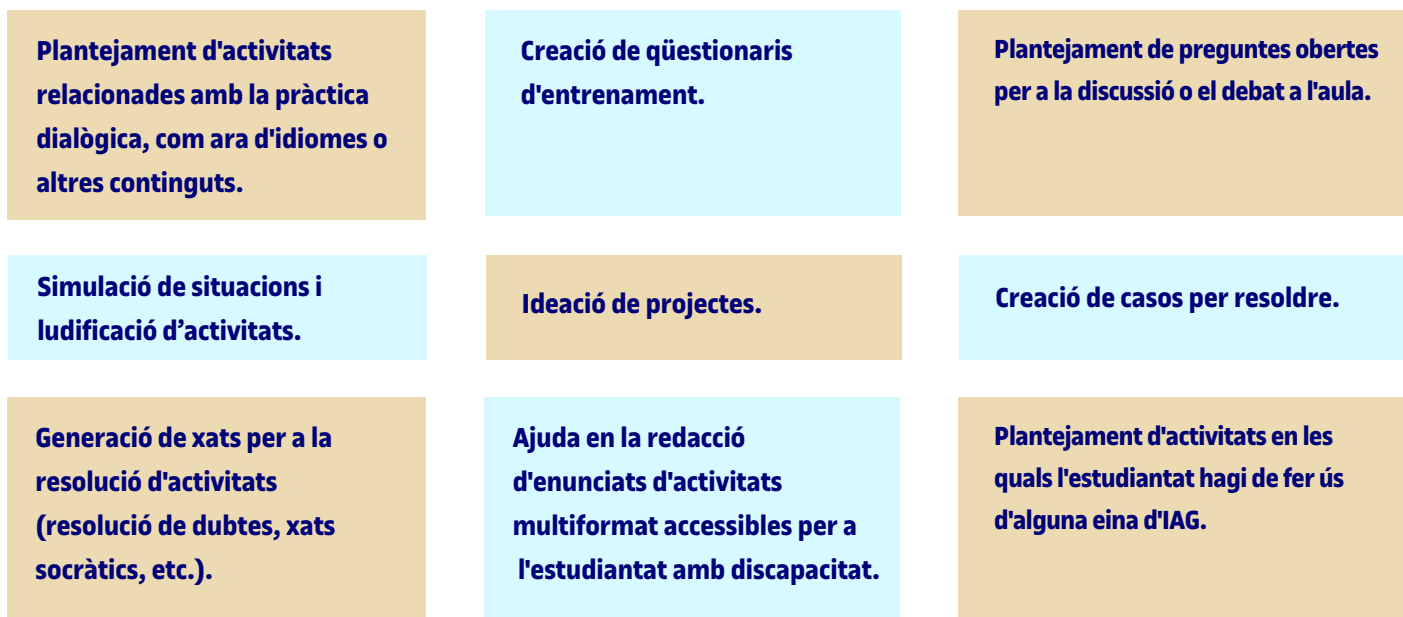 Plantejament d'activitats
relacionades amb la pràctica
dialògica, com ara d'idiomes o
altres continguts.
Creació de qüestionaris
d'entrenament.
Plantejament de preguntes obertes
per a la discussió o el debat a l'aula.
Simulació de situacions i
ludificació d’activitats.
Ideació de projectes.
Creació de casos per resoldre.
Generació de xats per a la
resolució d'activitats
(resolució de dubtes, xats
socràtics, etc.).
Ajuda en la redacció
d'enunciats d'activitats
multiformat accessibles per a
l'estudiantat amb discapacitat.
Plantejament d'activitats en les
quals l'estudiantat hagi de fer ús
d'alguna eina d'IAG.